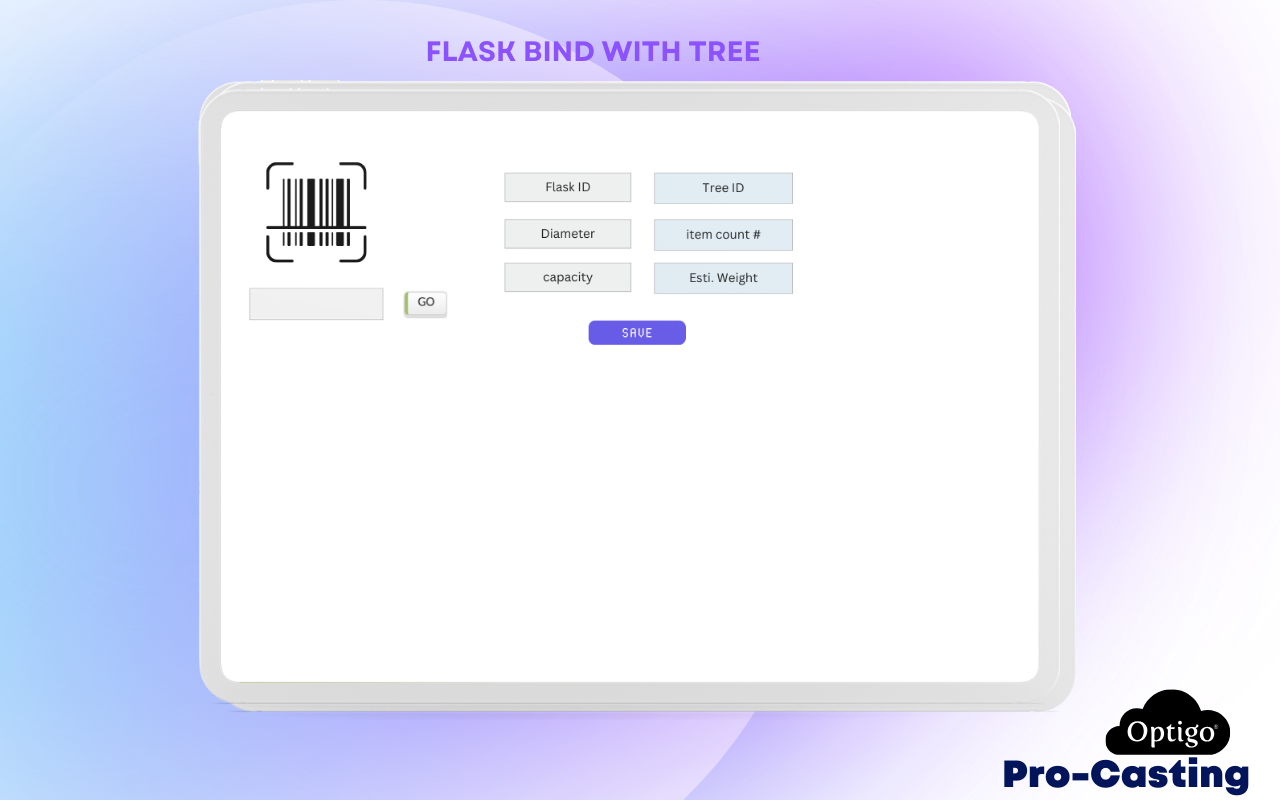 FLASK BIND WITH TREE
Flask ID
Tree ID
Diameter
item count #
capacity
Esti. Weight
GO
SAVE
Optigo®
Pro-Casting